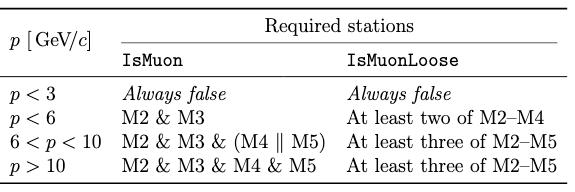 p [GeV/c] Required stations
IsMuon IsMuonLoose
p < 3 Always false Always false
p < 6 M2 & M3 At least two of M2–M4
6 < p < 10 M2 & M3 & (M4 ∥ M5) At least three of M2–M5
p > 10 M2 & M3 & M4 & M5 At least three of M2–M5